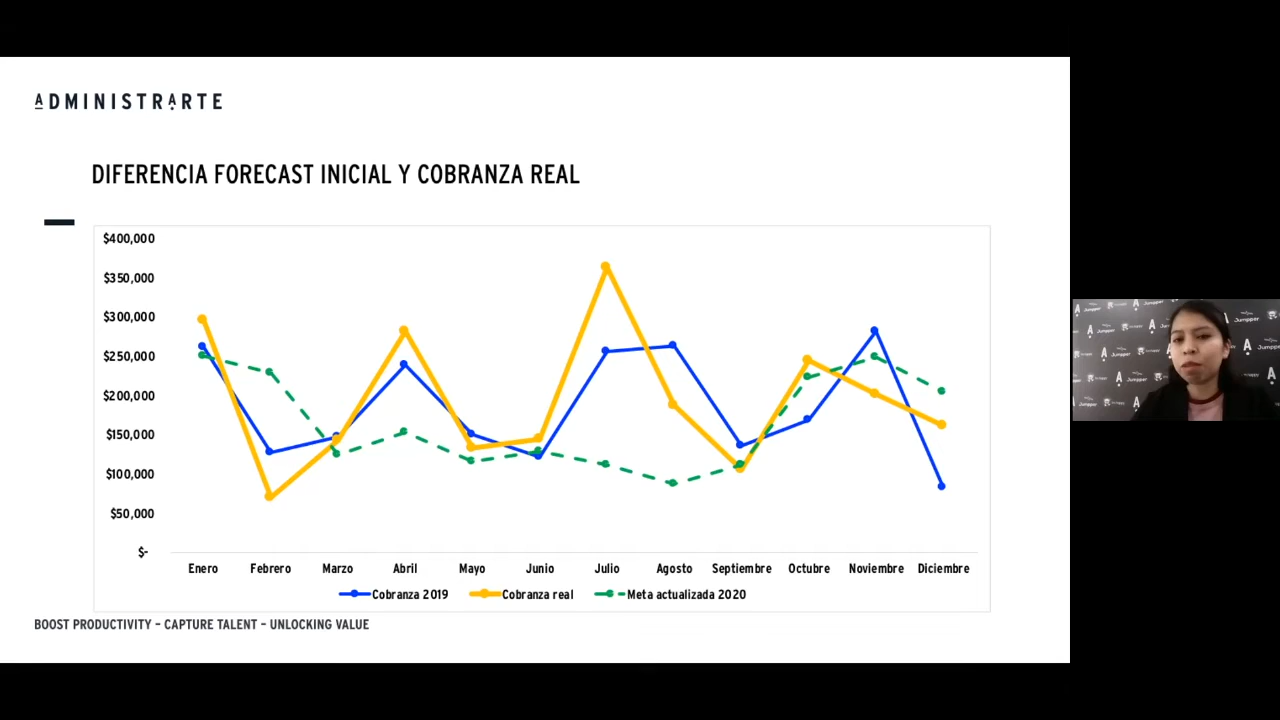 ADMINISTRARTE
DIFERENCIA FORECAST INICIAL Y COBRANZA REAL
$400,000
$350,000
$300,000
$250,000
$200,000
$150,000
$100,000
$50,000
$-
Enero Febrero Marzo Abril Mayo Junio Julio Agosto Septiembre Octubre Noviembre Diciembre
Cobranza 2019 Cobranza real Meta actualizada 2020
BOOST PRODUCTIVITY – CAPTURE TALENT – UNLOCKING VALUE
Jumpper